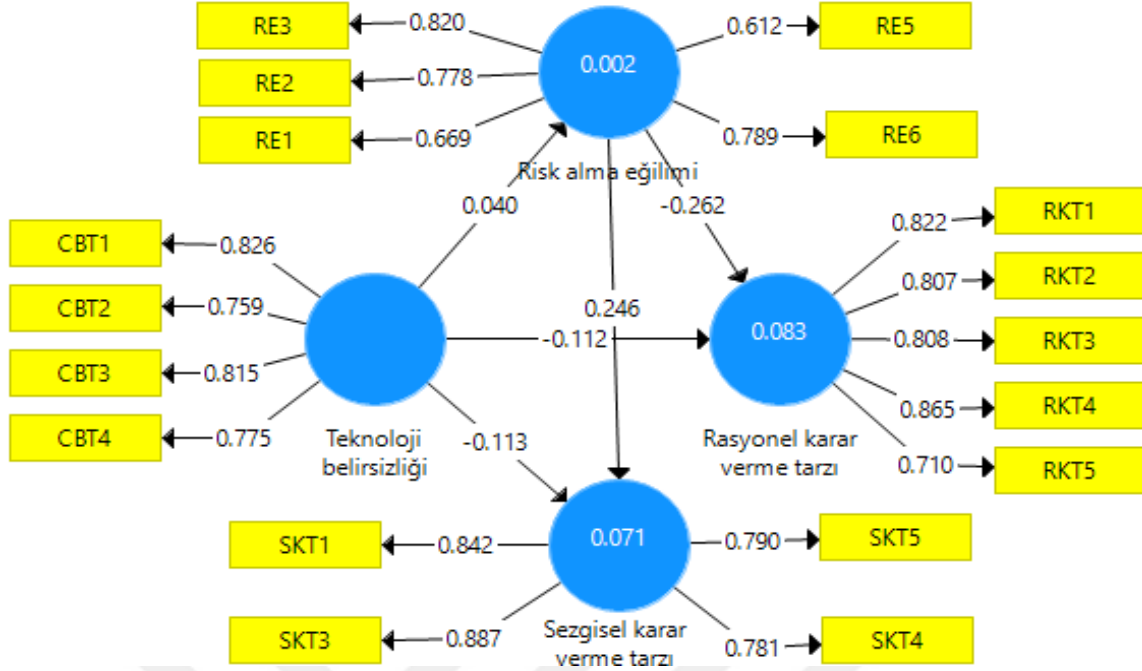 RE3
0.820
0.612
RE5
0.002
RE2
0.778
RE1
0.669
0.789
RE6
Risk alma eğilimi
0.040
-0.262
RKT1
0.822
CBT1
0.826
RKT2
0.807
CBT2
0.759
0.246
-0.112
0.083
0.808
RKT3
CBT3
0.815
0.865
RKT4
CBT4
0.775
Teknoloji
belirsizliği
-0.113
Rasyonel karar
verme tarzı
0.710
RKT5
SKT1
0.842
0.071
0.790
SKT5
SKT3
0.887
Sezgisel karar
verme tarzı
0.781
SKT4